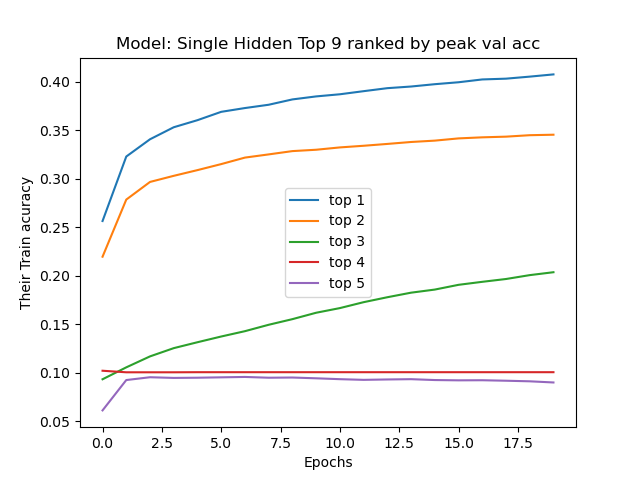 Model: Single Hidden Top 9 ranked by peak val acc
Their Train acuracy
0.40
0.35
0.30
0.25
0.20
0.15
0.10
0.05
top 1
top 2
top 3
top 4
top 5
0.0 2.5 5.0 7.5 10.0 12.5 15.0 17.5
Epochs